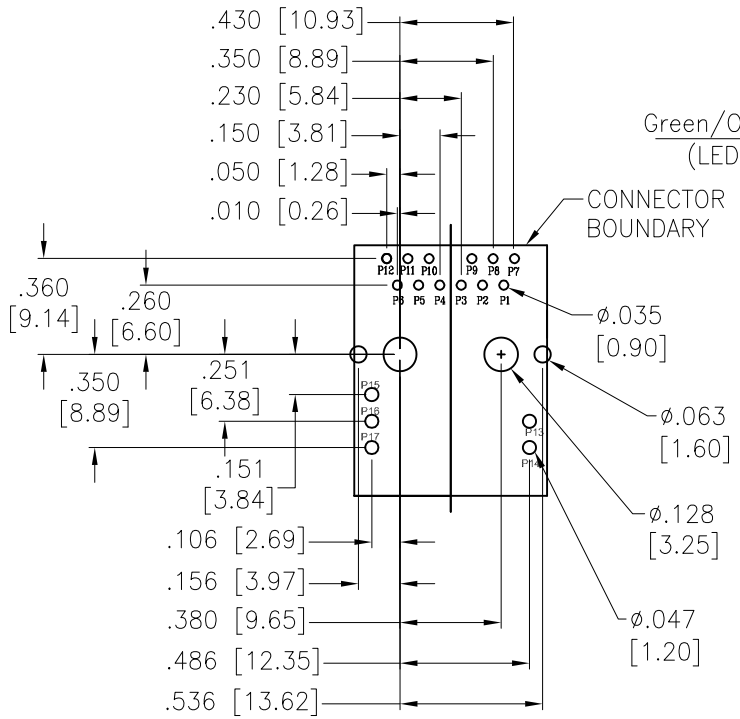 .430 [10.93]
.350 [8.89]
.230 [5.84]
.150 [3.81]
.050 [1.28]
.010 [0.26]
Green/O
(LED
CONNECTOR
BOUNDARY
P12 P11 P10 P9 P8 P7
P6 P5 P4 P3 P2 P1
.360
[9.14]
.260
[6.60]
ø.035
[0.90]
.350
[8.89]
.251
[6.38]
.151
[3.84]
P15
P16
P17
P13
P14
ø.063
[1.60]
ø.128
[3.25]
ø.047
[1.20]
.106 [2.69]
.156 [3.97]
.380 [9.65]
.486 [12.35]
.536 [13.62]